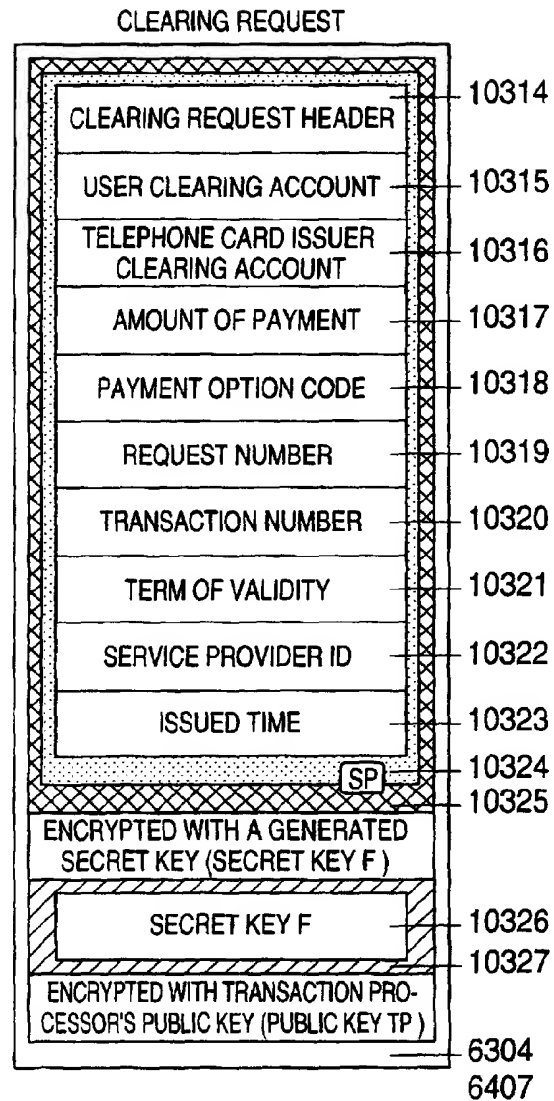 CLEARING REQUEST
CLEARING REQUEST HEADER 10314
USER CLEARING ACCOUNT 10315
TELEPHONE CARD ISSUER
CLEARING ACCOUNT 10316
AMOUNT OF PAYMENT 10317
PAYMENT OPTION CODE 10318
REQUEST NUMBER 10319
TRANSACTION NUMBER 10320
TERM OF VALIDITY 10321
SERVICE PROVIDER ID 10322
ISSUED TIME 10323
SP 10324
10325
ENCRYPTED WITH A GENERATED
SECRET KEY (SECRET KEY F )
SECRET KEY F 10326
10327
ENCRYPTED WITH TRANSACTION PRO-
CESSOR'S PUBLIC KEY (PUBLIC KEY TP )
6304
6407